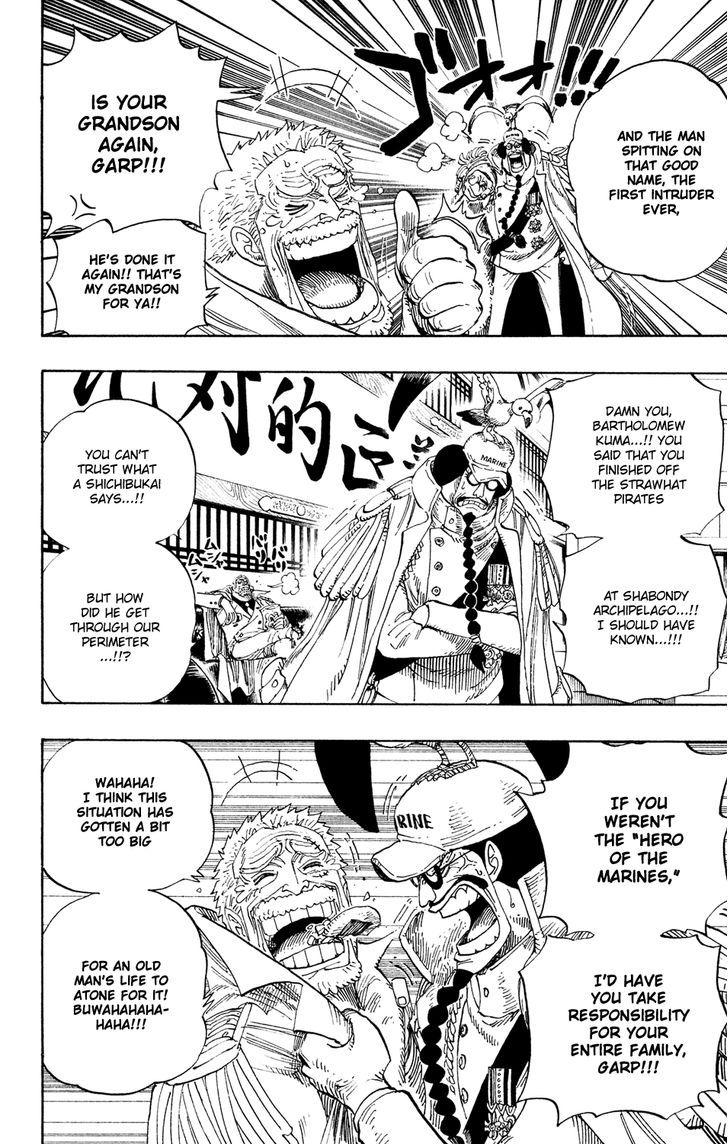 AND THE MAN
SPITTING ON
THAT GOOD
NAME, THE
FIRST INTRUDER
EVER,
ゴオオ!!!
IS YOUR
GRANDSON
AGAIN,
GARP!!!
HE'S DONE IT
AGAIN!! THAT'S
MY GRANDSON
FOR YA!!
DAMN YOU,
BARTHOLOMEW
KUMA...!! YOU
SAID THAT YOU
FINISHED OFF
THE STRAWHAT
PIRATES
AT SHABONDY
ARCHIPELAGO...!!
I SHOULD HAVE
KNOWN...!!!
MARINE
対的正
YOU CAN'T
TRUST WHAT
A SHICHIBUKAI
SAYS...!!
BUT HOW
DID HE GET
THROUGH OUR
PERIMETER
...!!?
IF YOU
WEREN'T
THE "HERO
OF THE
MARINES,"
I'D HAVE
YOU TAKE
RESPONSIBILITY
FOR YOUR
ENTIRE FAMILY,
GARP!!!
ARINE
WAHAHA!
I THINK THIS
SITUATION HAS
GOTTEN A BIT
TOO BIG
FOR AN OLD
MAN'S LIFE TO
ATONE FOR IT!
BUWAHAHAHA-
HAHA!!!